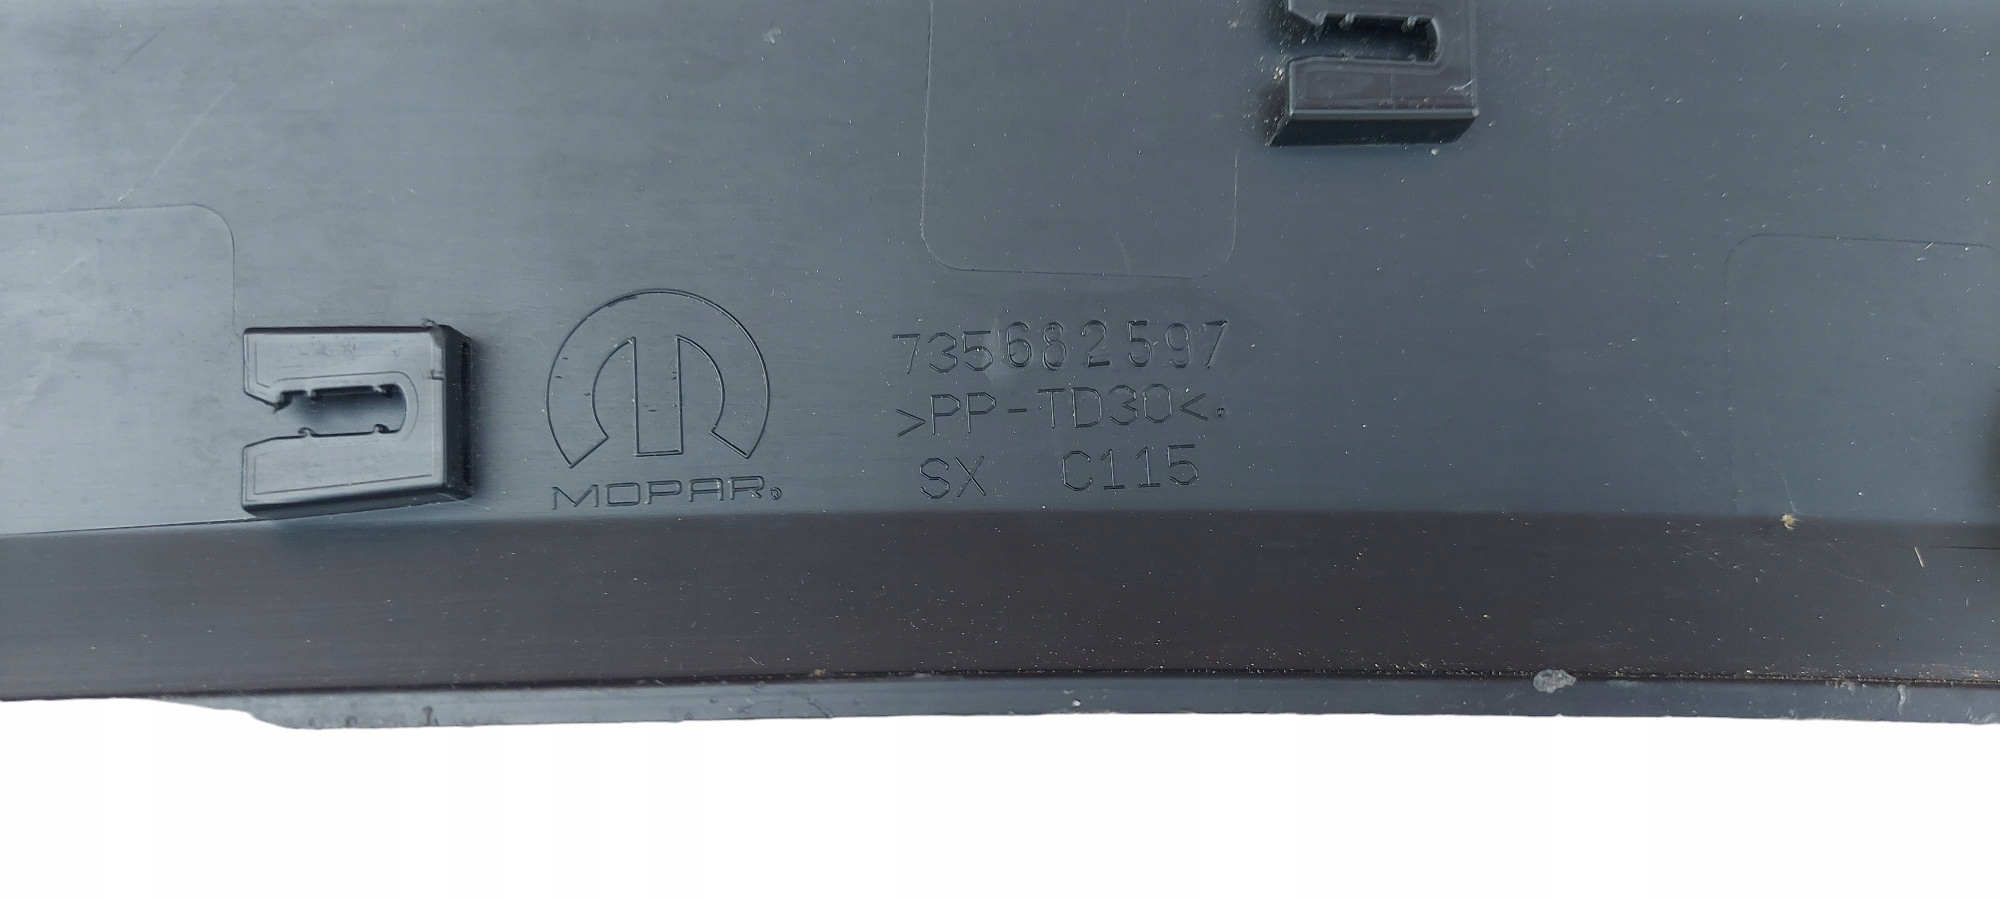 MOPAR®
735682597
>PP-TD30<.
SX C115